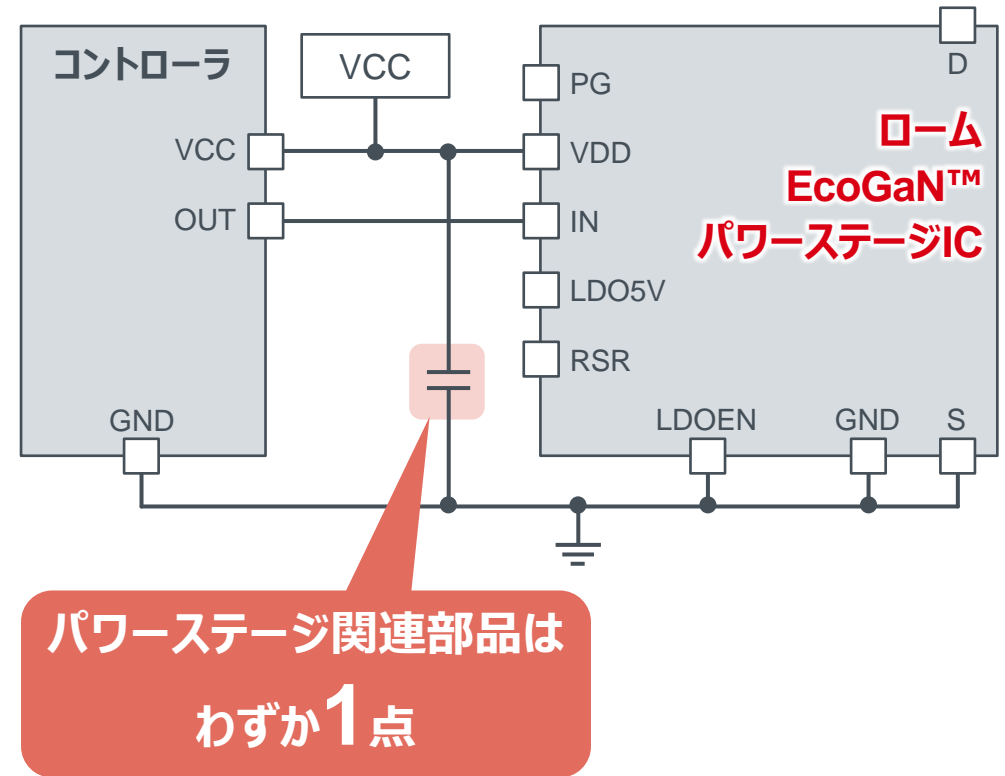 コントローラ
VCC
OUT
GND
VCC
D
PG
VDD
IN
LDO5V
RSR
ローム
EcoGaN™
パワーステージIC
LDOEN
GND
S
パワーステージ関連部品は
わずか1点